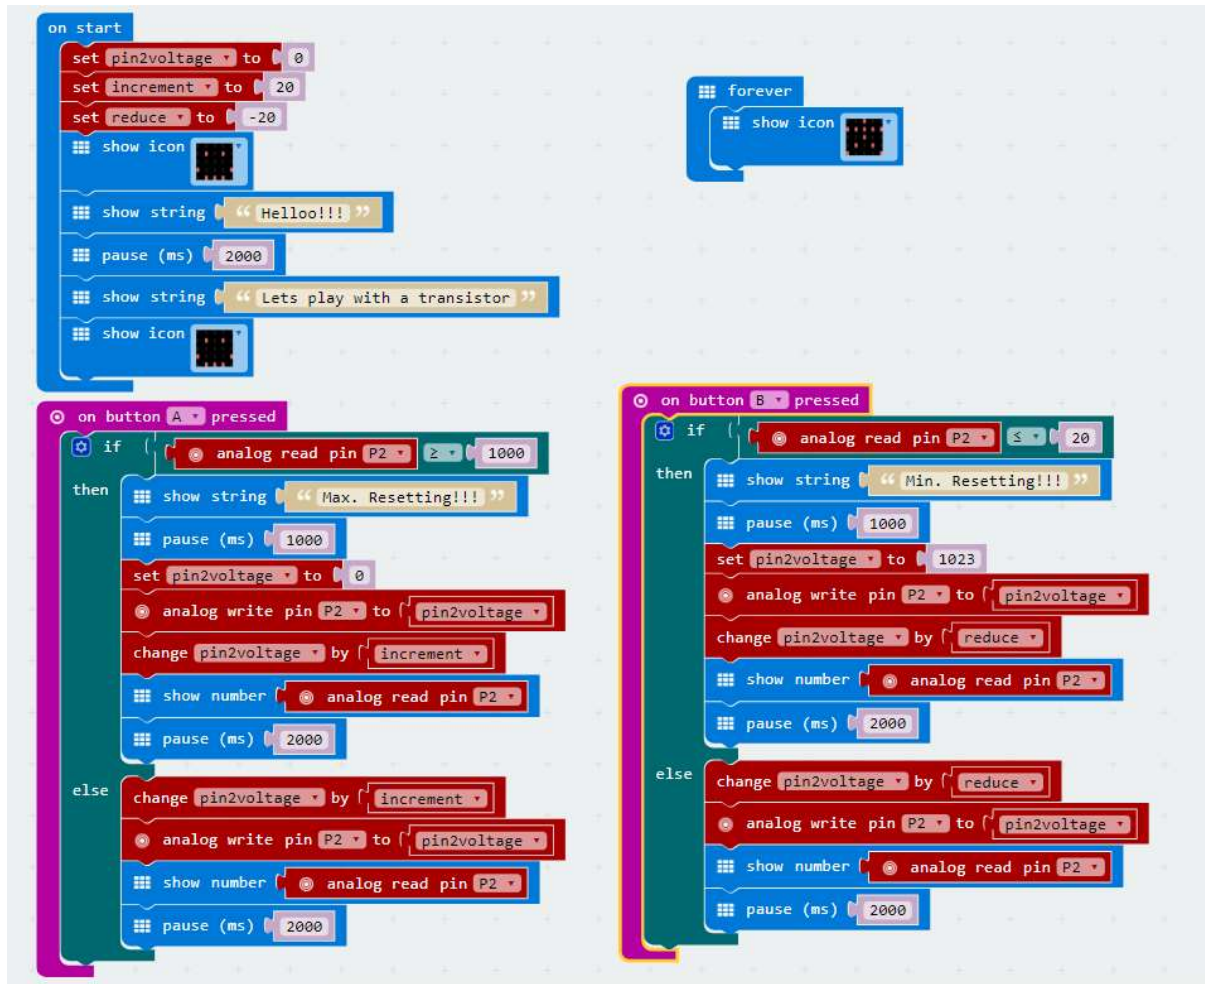 on start
set pin2voltage to 0
set increment to 20
set reduce to -20
show icon
show string “ Helloo!!! ”
pause (ms) 2000
show string “ Lets play with a transistor ”
show icon
forever
show icon
on button A pressed
if analog read pin P2 ≥ 1000
then
show string “ Max. Resetting!!! ”
pause (ms) 1000
set pin2voltage to 0
analog write pin P2 to pin2voltage
change pin2voltage by increment
show number analog read pin P2
pause (ms) 2000
else
change pin2voltage by increment
analog write pin P2 to pin2voltage
show number analog read pin P2
pause (ms) 2000
on button B pressed
if analog read pin P2 ≤ 20
then
show string “ Min. Resetting!!! ”
pause (ms) 1000
set pin2voltage to 1023
analog write pin P2 to pin2voltage
change pin2voltage by reduce
show number analog read pin P2
pause (ms) 2000
else
change pin2voltage by reduce
analog write pin P2 to pin2voltage
show number analog read pin P2
pause (ms) 2000